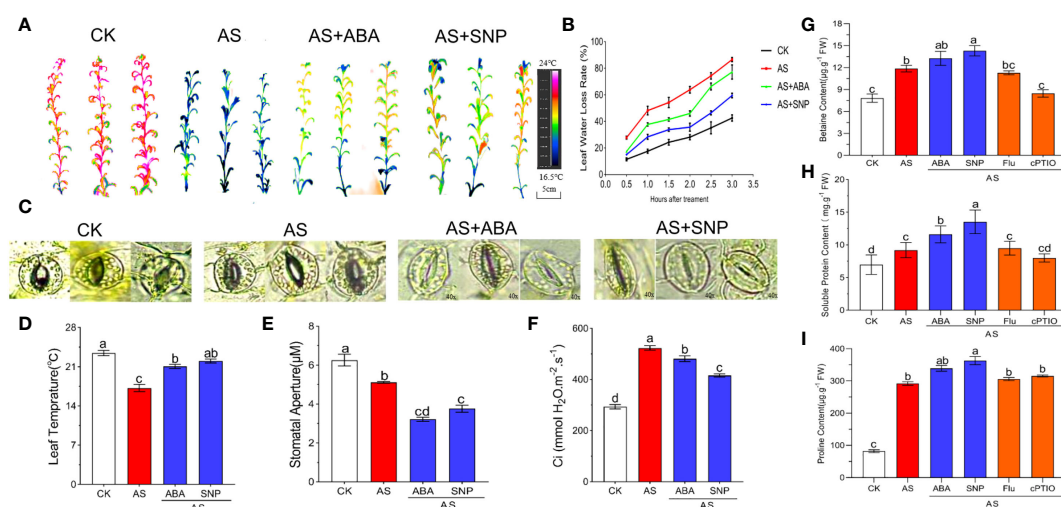 A
CK
AS
AS+ABA
AS+SNP
24℃
16.5℃
5cm
B
Leaf Water Loss Rate (%)
100
80
60
40
20
0
0.0 0.5 1.0 1.5 2.0 2.5 3.0 3.5
Hours after treament
CK
AS
AS+ABA
AS+SNP
C
CK
AS
AS+ABA
AS+SNP
40x 40x 40x
40x 40x 40x
D
Leaf Temprature(℃)
28
21
14
7
0
a
c
b
ab
CK AS ABA SNP
AS
E
Stomatal Aperture(μM)
8
6
4
2
0
a
b
cd
c
CK AS ABA SNP
AS
F
Ci (mmol H₂O.m⁻².s⁻¹)
600
400
200
0
d
a
b
c
CK AS ABA SNP
AS
G
Betaine Content(μg.g⁻¹ FW)
18
15
12
9
6
3
0
c
b
ab
a
bc
c
CK AS ABA SNP Flu cPTIO
AS
H
Soluble Protein Content ( mg.g⁻¹ FW)
20
15
10
5
0
d
c
b
a
c
cd
CK AS ABA SNP Flu cPTIO
AS
I
Proline Content(μg.g⁻¹ FW)
400
300
200
100
0
c
b
ab
a
b
b
CK AS ABA SNP Flu cPTIO
AS